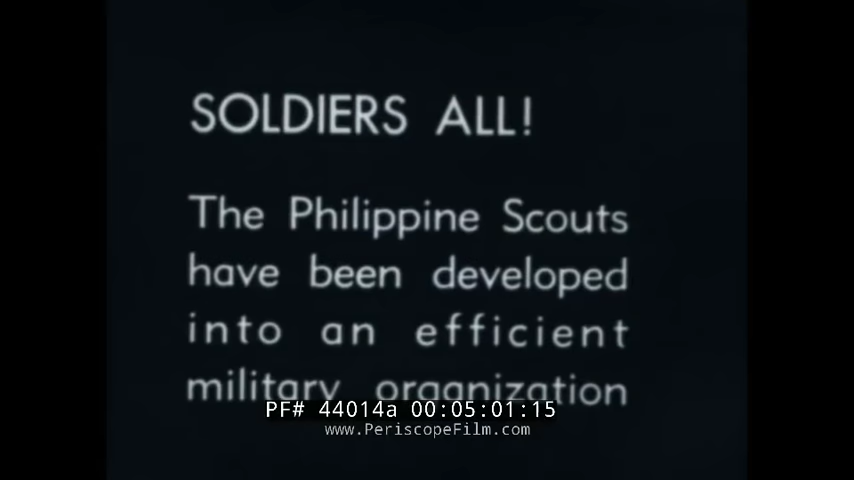 SOLDIERS ALL!
The Philippine Scouts
have been developed
into an efficient
military organization
PF# 44014a 00:05:01:15
www.PeriscopeFilm.com